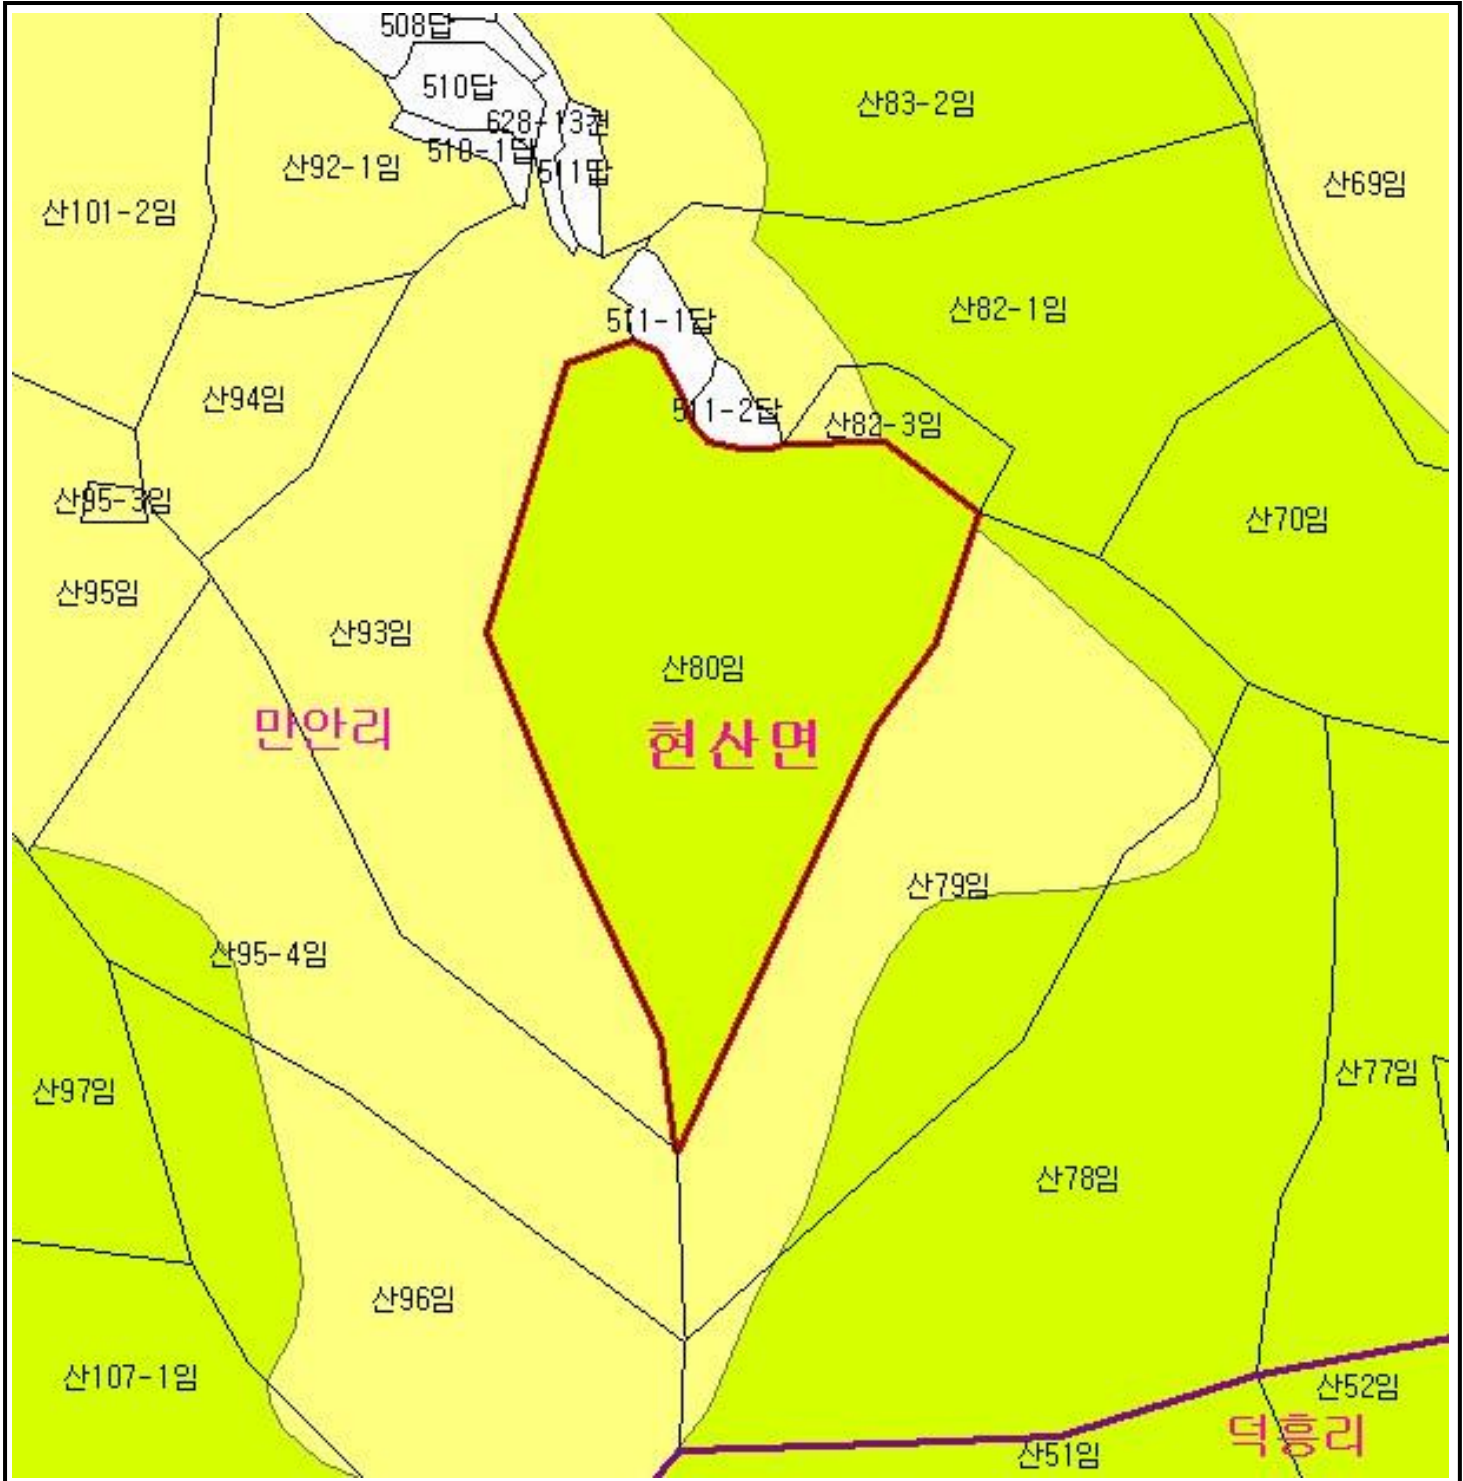 508답
510답
산83-2임
628-13천
510-1답
산92-1임
511답
산69임
산101-2임
산82-1임
511-1답
산94임
511-2답
산82-3임
산95-3임
산70임
산95임
산93임
산80임
만안리
현산면
산79임
산95-4임
산97임
산77임
산78임
산96임
산107-1임
산52임
덕흥리
산51임